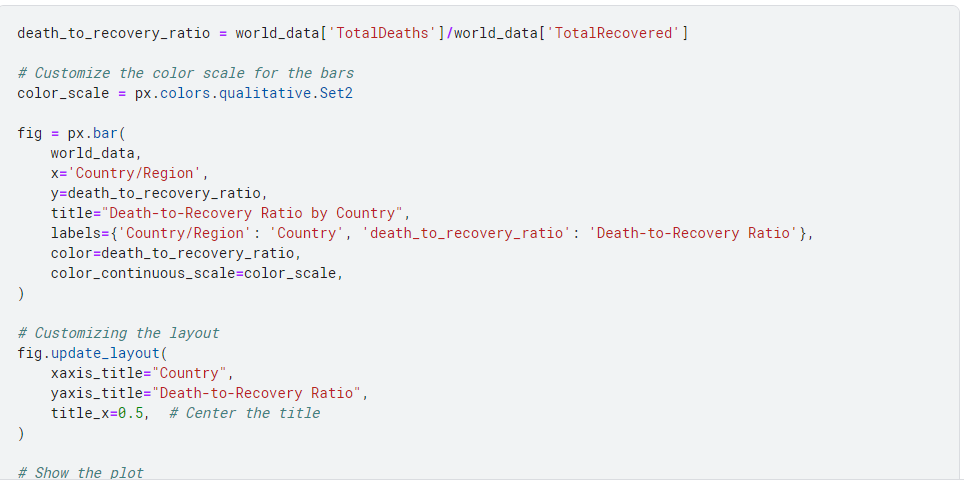 death_to_recovery_ratio = world_data['TotalDeaths']/world_data['TotalRecovered']

# Customize the color scale for the bars
color_scale = px.colors.qualitative.Set2

fig = px.bar(
    world_data,
    x='Country/Region',
    y=death_to_recovery_ratio,
    title="Death-to-Recovery Ratio by Country",
    labels={'Country/Region': 'Country', 'death_to_recovery_ratio': 'Death-to-Recovery Ratio'},
    color=death_to_recovery_ratio,
    color_continuous_scale=color_scale,
)

# Customizing the layout
fig.update_layout(
    xaxis_title="Country",
    yaxis_title="Death-to-Recovery Ratio",
    title_x=0.5,  # Center the title
)

# Show the plot